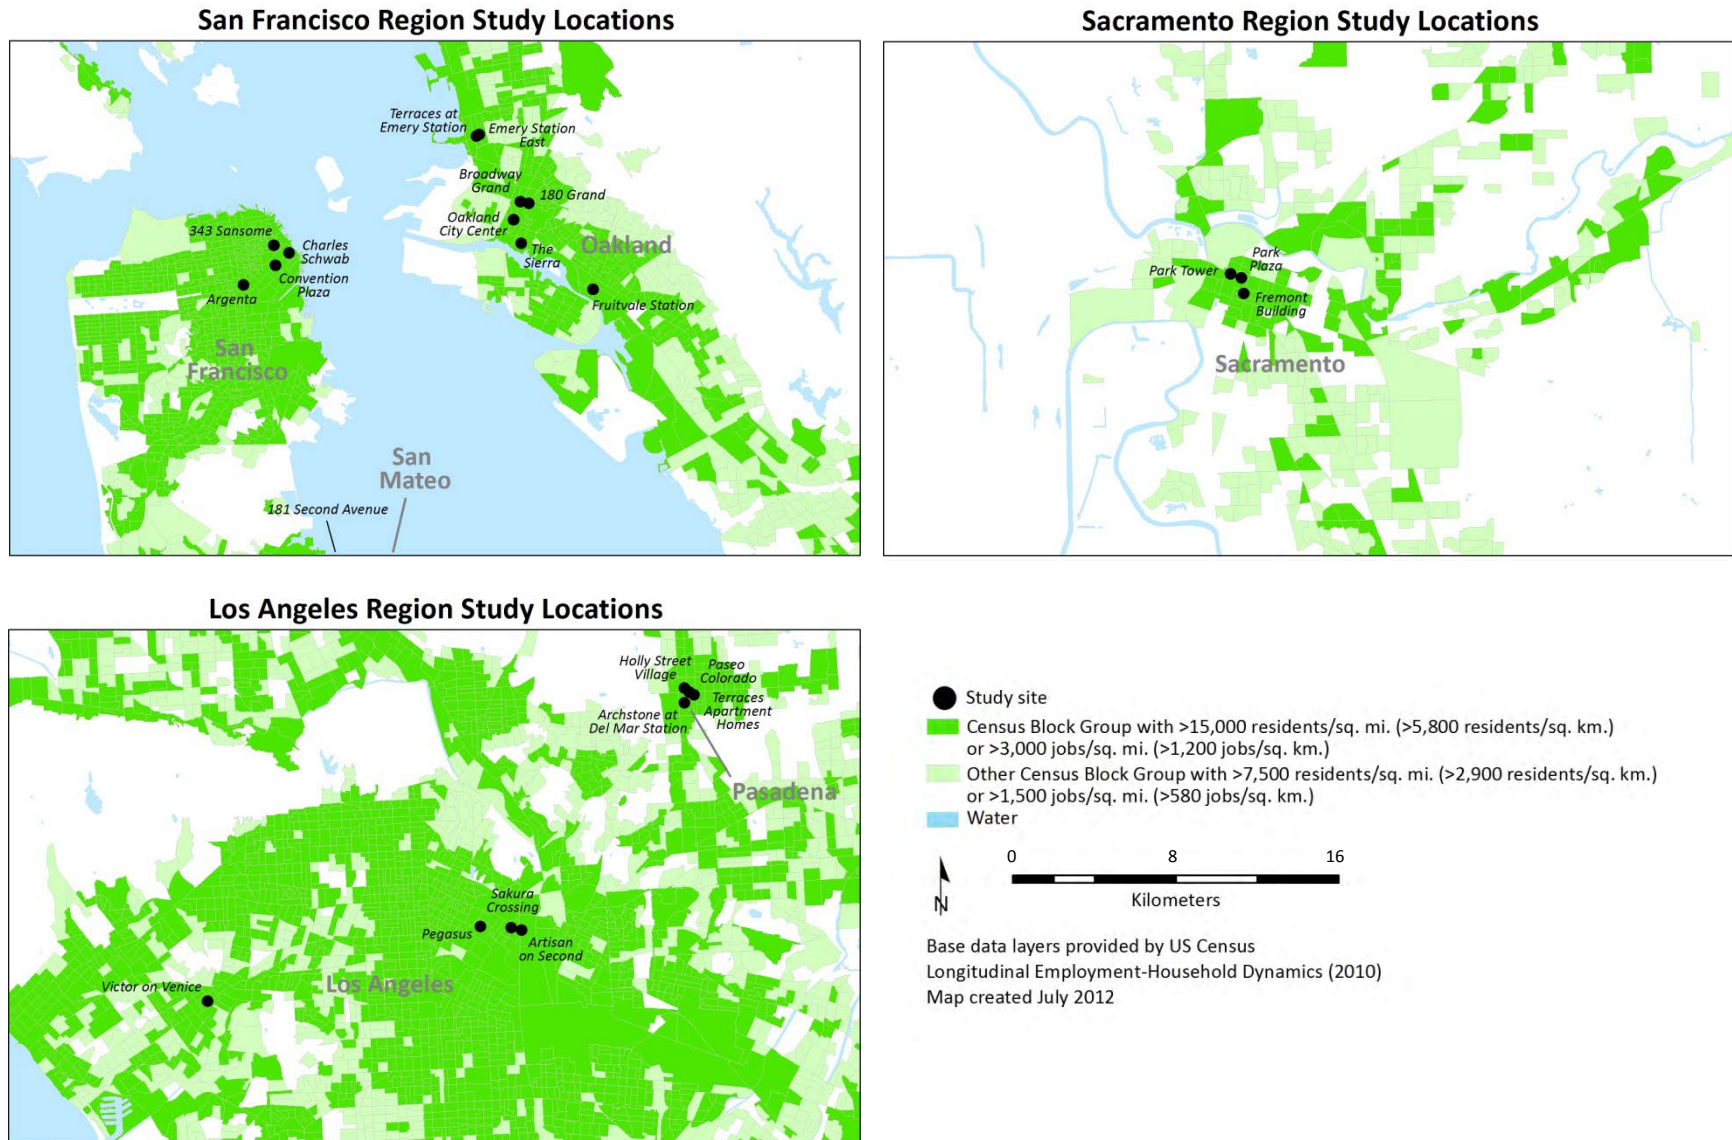 San Francisco Region Study Locations
Terraces at
Emery Station
Emery Station
East
Broadway
Grand
180 Grand
Oakland
City Center
The
Sierra
Oakland
Fruitvale Station
343 Sansome
Charles
Schwab
Convention
Plaza
Argenta
San
Francisco
San
Mateo
181 Second Avenue
Sacramento Region Study Locations
Park Tower
Park
Plaza
Fremont
Building
Sacramento
Los Angeles Region Study Locations
Holly Street
Village
Paseo
Colorado
Terraces
Apartment
Homes
Archstone at
Del Mar Station
Pasadena
Sakura
Crossing
Pegasus
Artisan
on Second
Los Angeles
Victor on Venice
Study site
Census Block Group with >15,000 residents/sq. mi. (>5,800 residents/sq. km.)
or >3,000 jobs/sq. mi. (>1,200 jobs/sq. km.)
Other Census Block Group with >7,500 residents/sq. mi. (>2,900 residents/sq. km.)
or >1,500 jobs/sq. mi. (>580 jobs/sq. km.)
Water
0 8 16
Kilometers
N
Base data layers provided by US Census
Longitudinal Employment-Household Dynamics (2010)
Map created July 2012